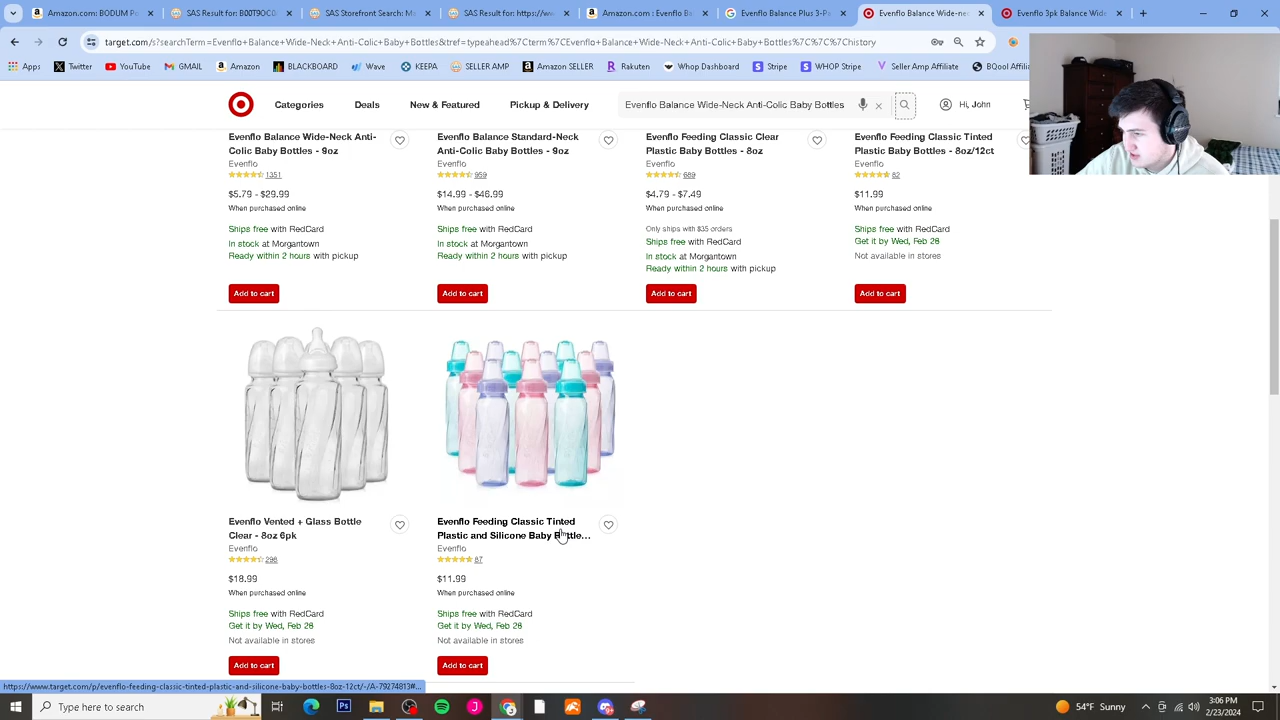 Amazon.com: BODUM P
B00T9OC0
SAS Storefront Sear
SAS Sourcing Sheet M
Amazon.com: Evenflo
Evenflo Balance Plus 3-P
Evenflo Balance Wide
Evenflo 3pk Balance W
target.com/s?searchTerm=Evenflo+Balance+Wide-Neck+Anti-Colic+Baby+Bottles&tref=typeahead%7Cterm%7CEvenflo+Balance+Wide-Neck+Anti-Colic+Baby+Bottles%7C%7C%7Chistory
Apps Twitter YouTube GMAIL Amazon BLACKBOARD Wave KEEPA SELLER AMP Amazon SELLER Rakuten Whop Dashboard Stripe WHOP Stripe Seller Amp Affiliate BQool Affilia
Categories Deals New & Featured Pickup & Delivery Evenflo Balance Wide-Neck Anti-Colic Baby Bottles Hi, John
Evenflo Balance Wide-Neck Anti-
Colic Baby Bottles - 9oz
Evenflo
1351
$5.79 - $29.99
When purchased online
Ships free with RedCard
In stock at Morgantown
Ready within 2 hours with pickup
Add to cart
Evenflo Balance Standard-Neck
Anti-Colic Baby Bottles - 9oz
Evenflo
959
$14.99 - $46.99
When purchased online
Ships free with RedCard
In stock at Morgantown
Ready within 2 hours with pickup
Add to cart
Evenflo Feeding Classic Clear
Plastic Baby Bottles - 8oz
Evenflo
689
$4.79 - $7.49
When purchased online
Only ships with $35 orders
Ships free with RedCard
In stock at Morgantown
Ready within 2 hours with pickup
Add to cart
Evenflo Feeding Classic Tinted
Plastic Baby Bottles - 8oz/12ct
Evenflo
82
$11.99
When purchased online
Ships free with RedCard
Get it by Wed, Feb 28
Not available in stores
Add to cart
Evenflo Vented + Glass Bottle
Clear - 8oz 6pk
Evenflo
298
$18.99
When purchased online
Ships free with RedCard
Get it by Wed, Feb 28
Not available in stores
Add to cart
Evenflo Feeding Classic Tinted
Plastic and Silicone Baby Bottle...
Evenflo
87
$11.99
When purchased online
Ships free with RedCard
Get it by Wed, Feb 28
Not available in stores
Add to cart
https://www.target.com/p/evenflo-feeding-classic-tinted-plastic-and-silicone-baby-bottles-8oz-12ct/-/A-79274813#...
Type here to search
54°F Sunny
3:06 PM
2/23/2024